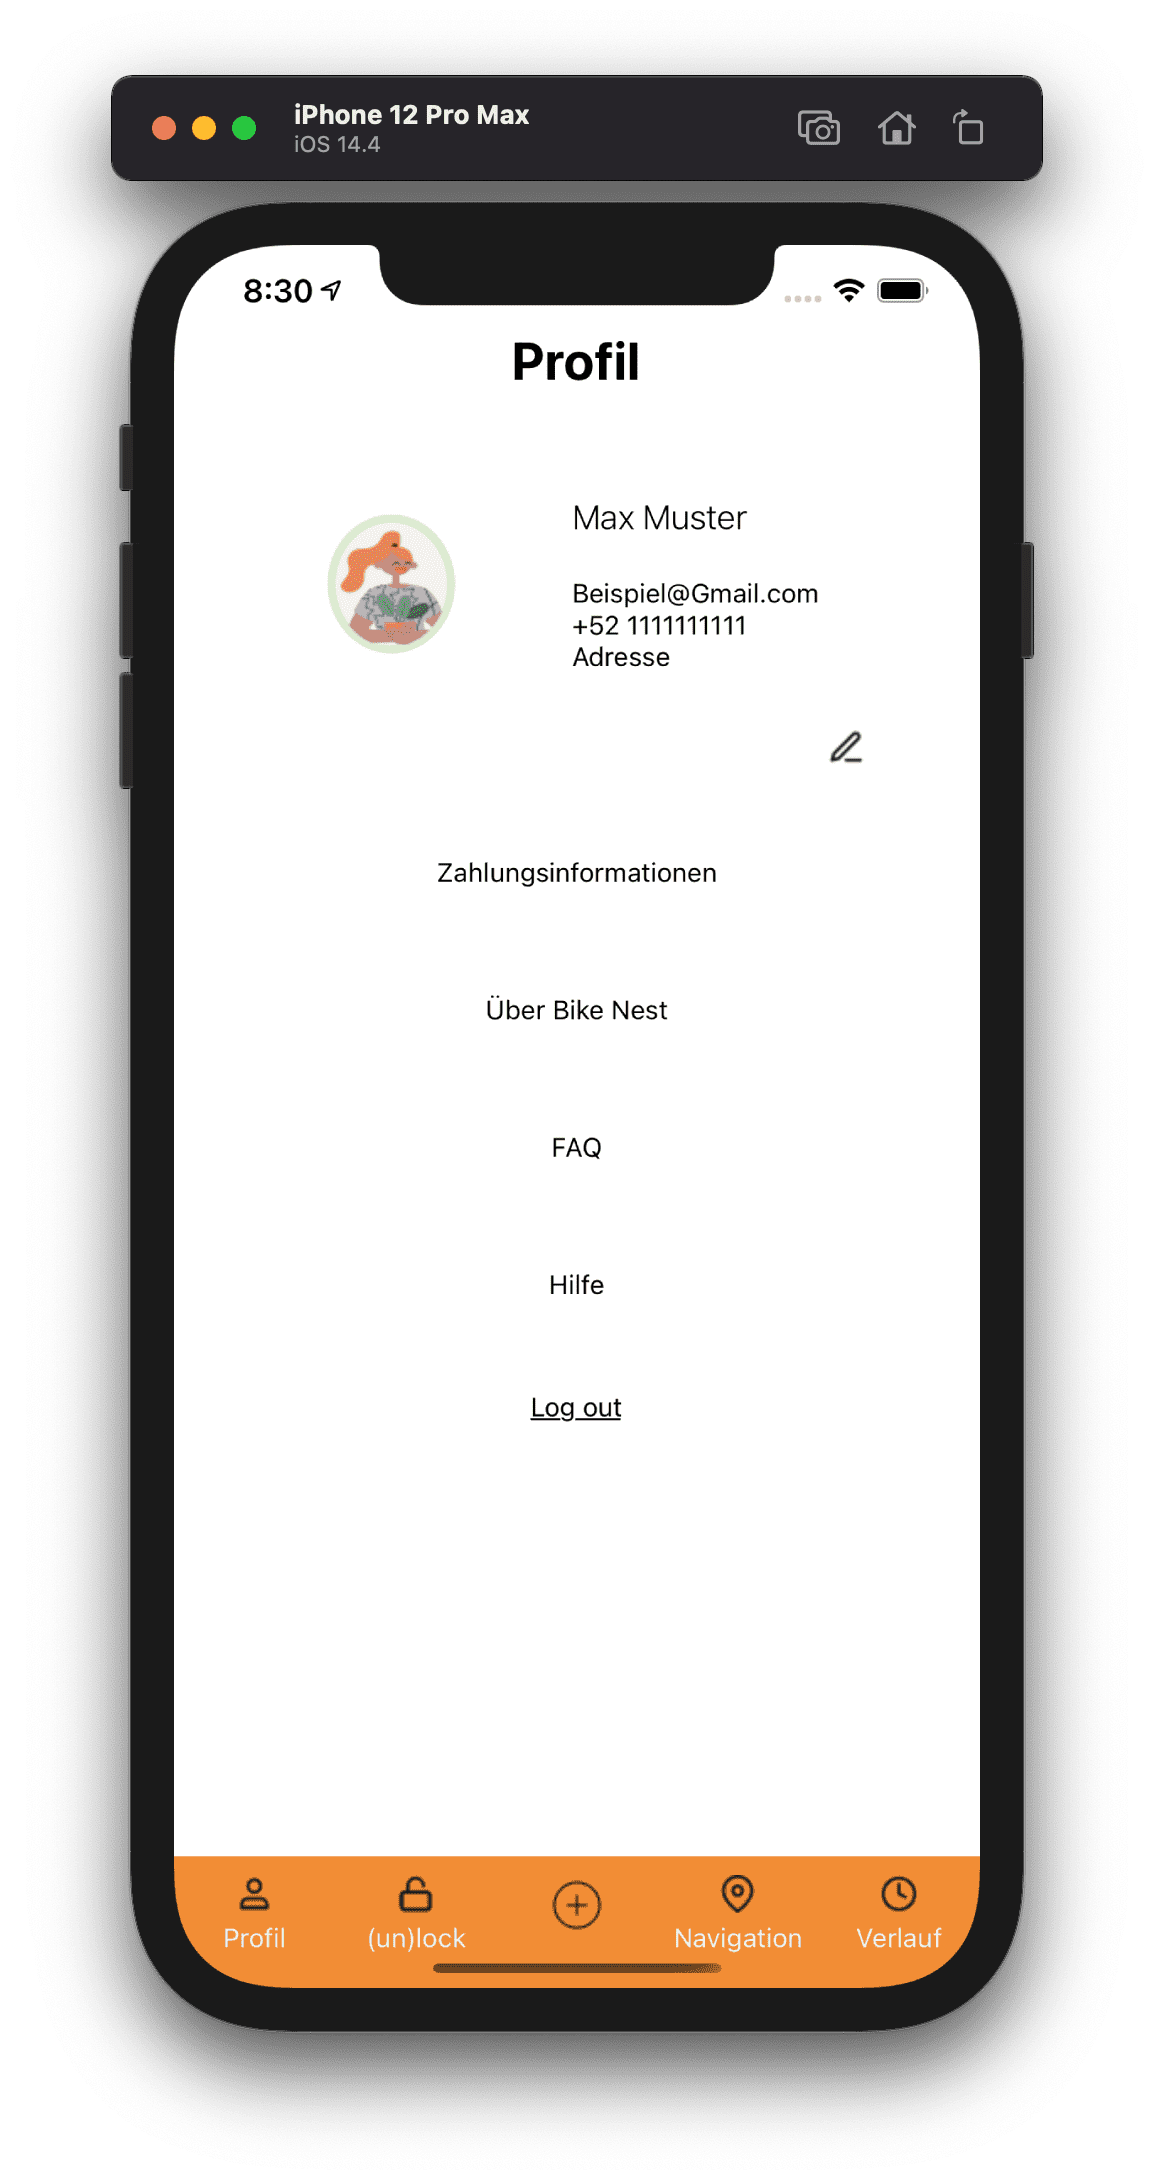 iPhone 12 Pro Max
iOS 14.4
8:30
Profil
Max Muster
Beispiel@Gmail.com
+52 1111111111
Adresse
Zahlungsinformationen
Über Bike Nest
FAQ
Hilfe
Log out
Profil
(un)lock
Navigation
Verlauf